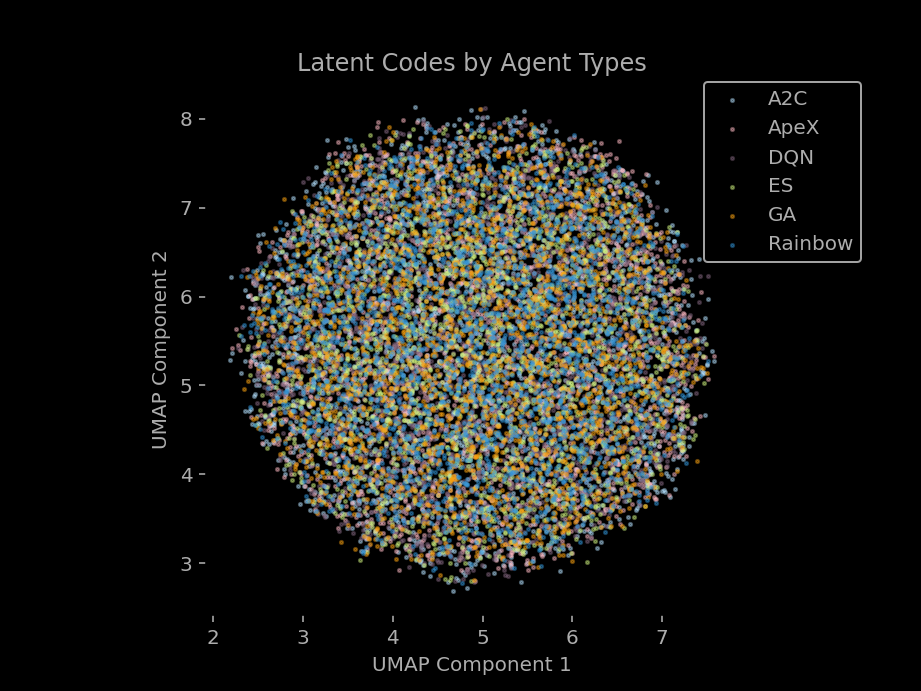 Latent Codes by Agent Types
A2C
ApeX
DQN
ES
GA
Rainbow
UMAP Component 2
8
7
6
5
4
3
2 3 4 5 6 7
UMAP Component 1